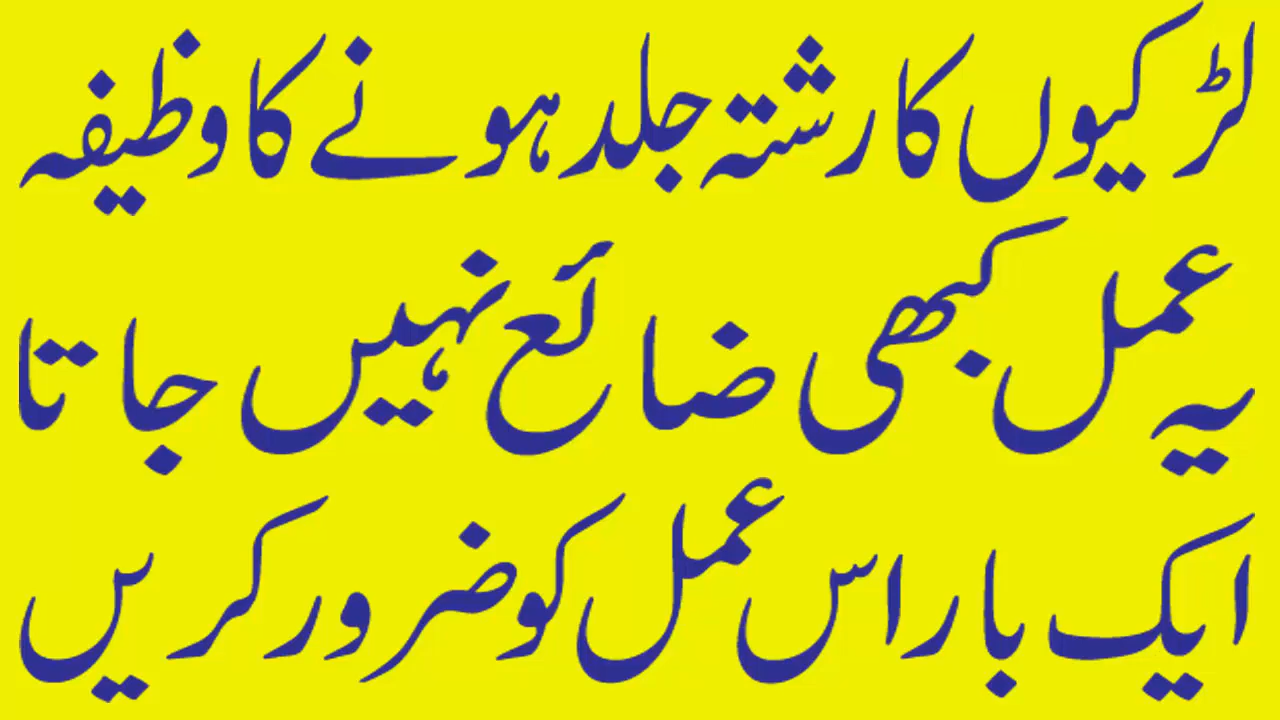 لڑکیوں کا رشتہ جلد ہونے کا وظیفہ
یہ عمل کبھی ضائع نہیں جاتا
ایک بار اس عمل کو ضرور کریں